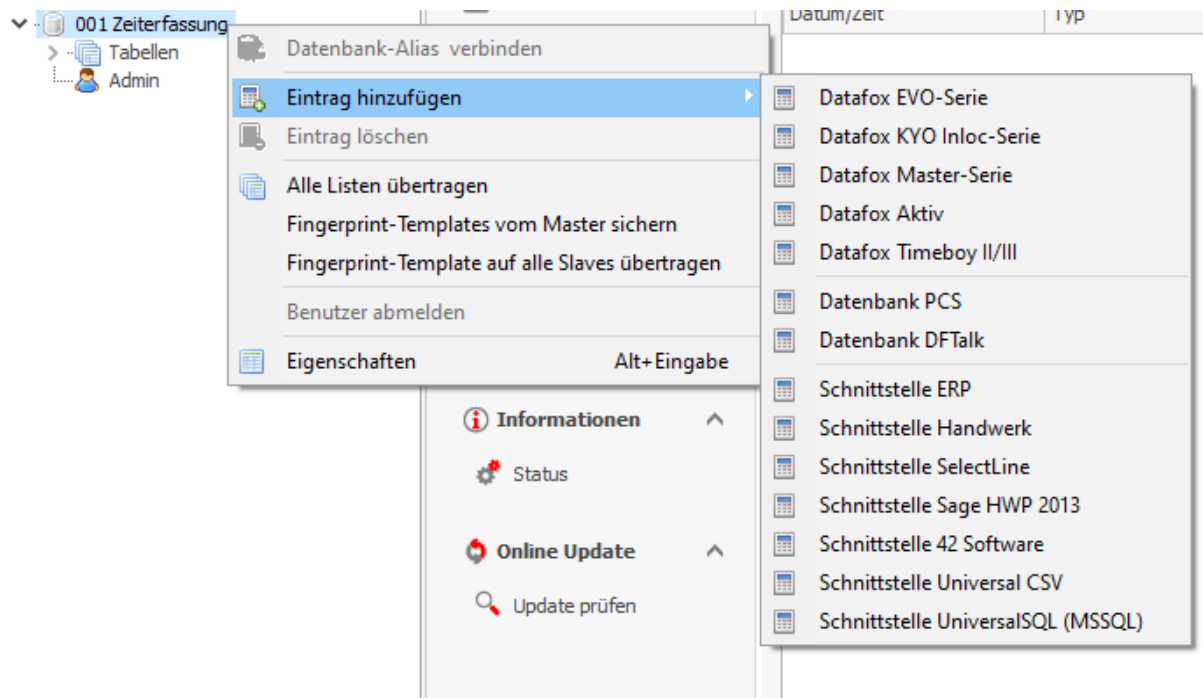 Datum/Zeit
Typ
001 Zeiterfassung
Tabellen
Admin
Datenbank-Alias verbinden
Eintrag hinzufügen
Eintrag löschen
Alle Listen übertragen
Fingerprint-Templates vom Master sichern
Fingerprint-Template auf alle Slaves übertragen
Benutzer abmelden
Eigenschaften Alt+Eingabe
Datafox EVO-Serie
Datafox KYO Inloc-Serie
Datafox Master-Serie
Datafox Aktiv
Datafox Timeboy II/III
Datenbank PCS
Datenbank DFTalk
Schnittstelle ERP
Schnittstelle Handwerk
Schnittstelle SelectLine
Schnittstelle Sage HWP 2013
Schnittstelle 42 Software
Schnittstelle Universal CSV
Schnittstelle UniversalSQL (MSSQL)
Informationen
Status
Online Update
Update prüfen